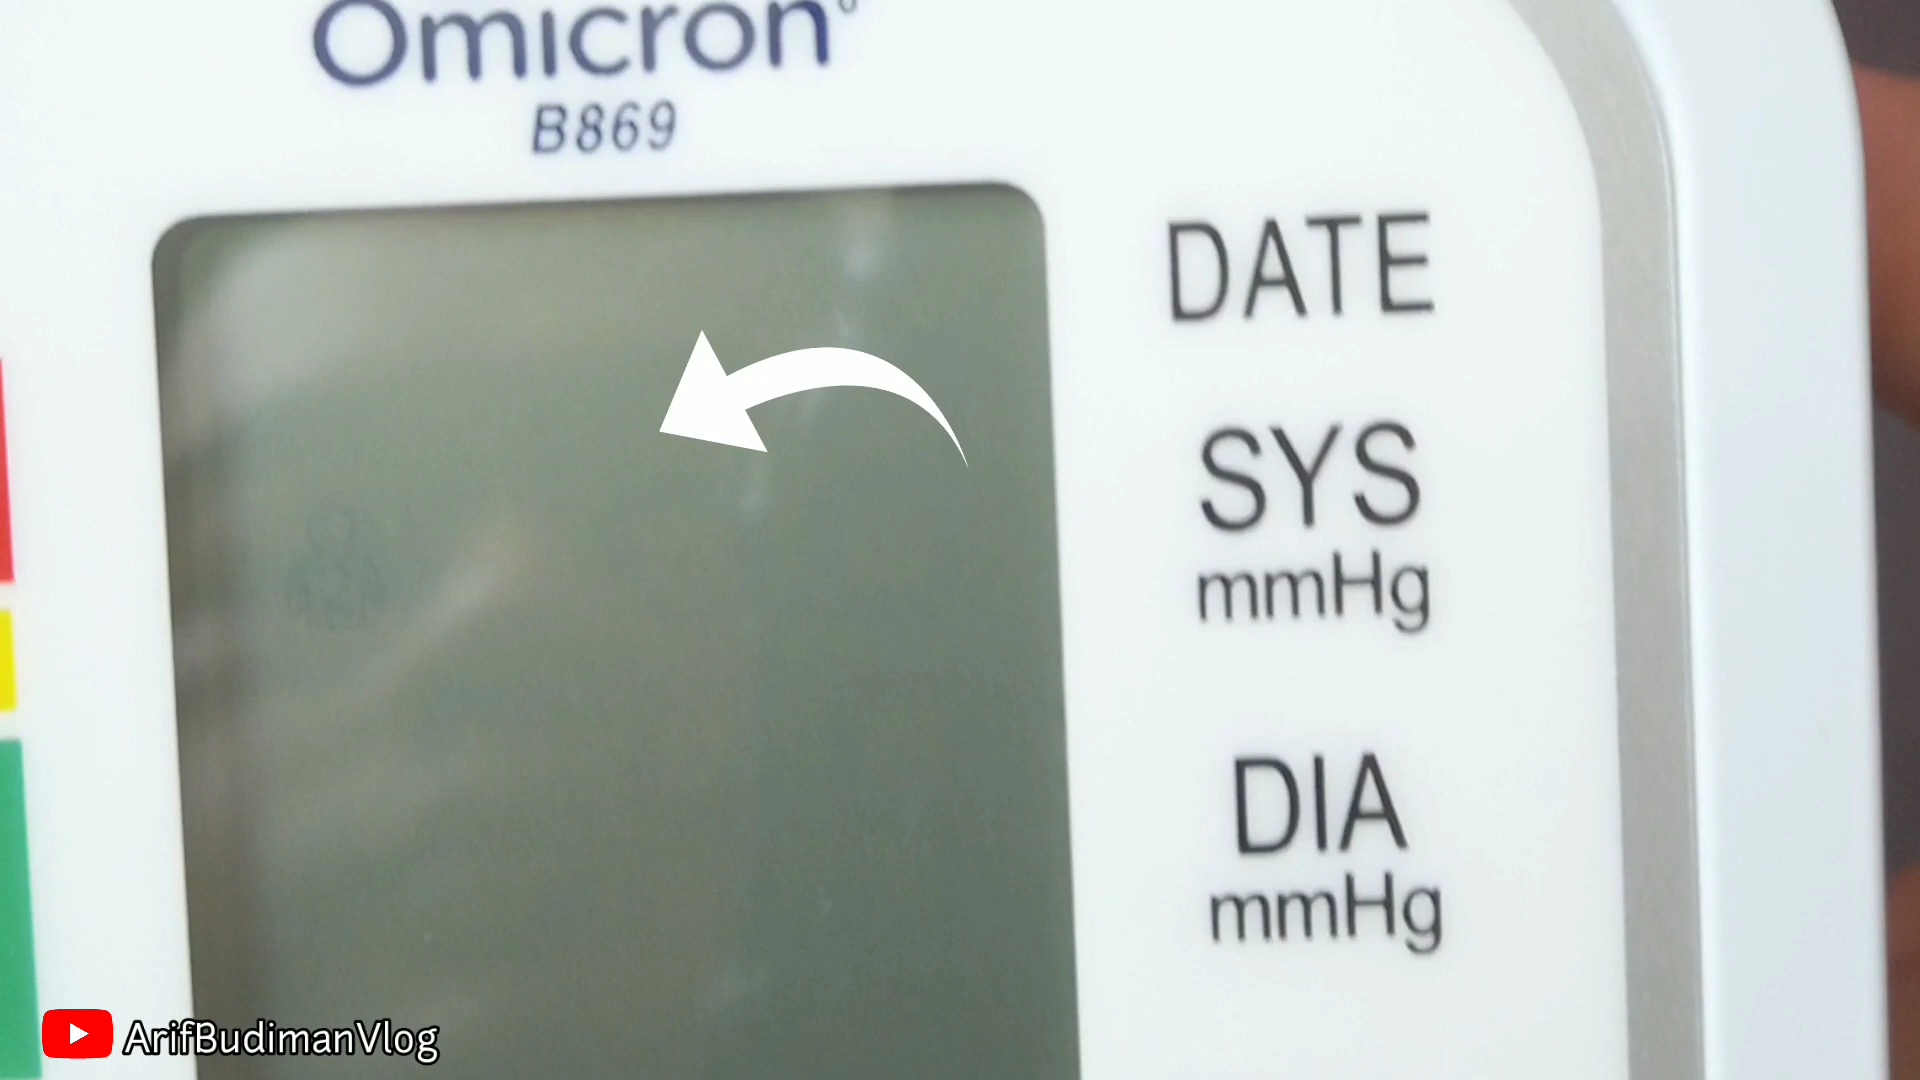 Omicron
B869
DATE
SYS
mmHg
DIA
mmHg
ArifBudimanVlog